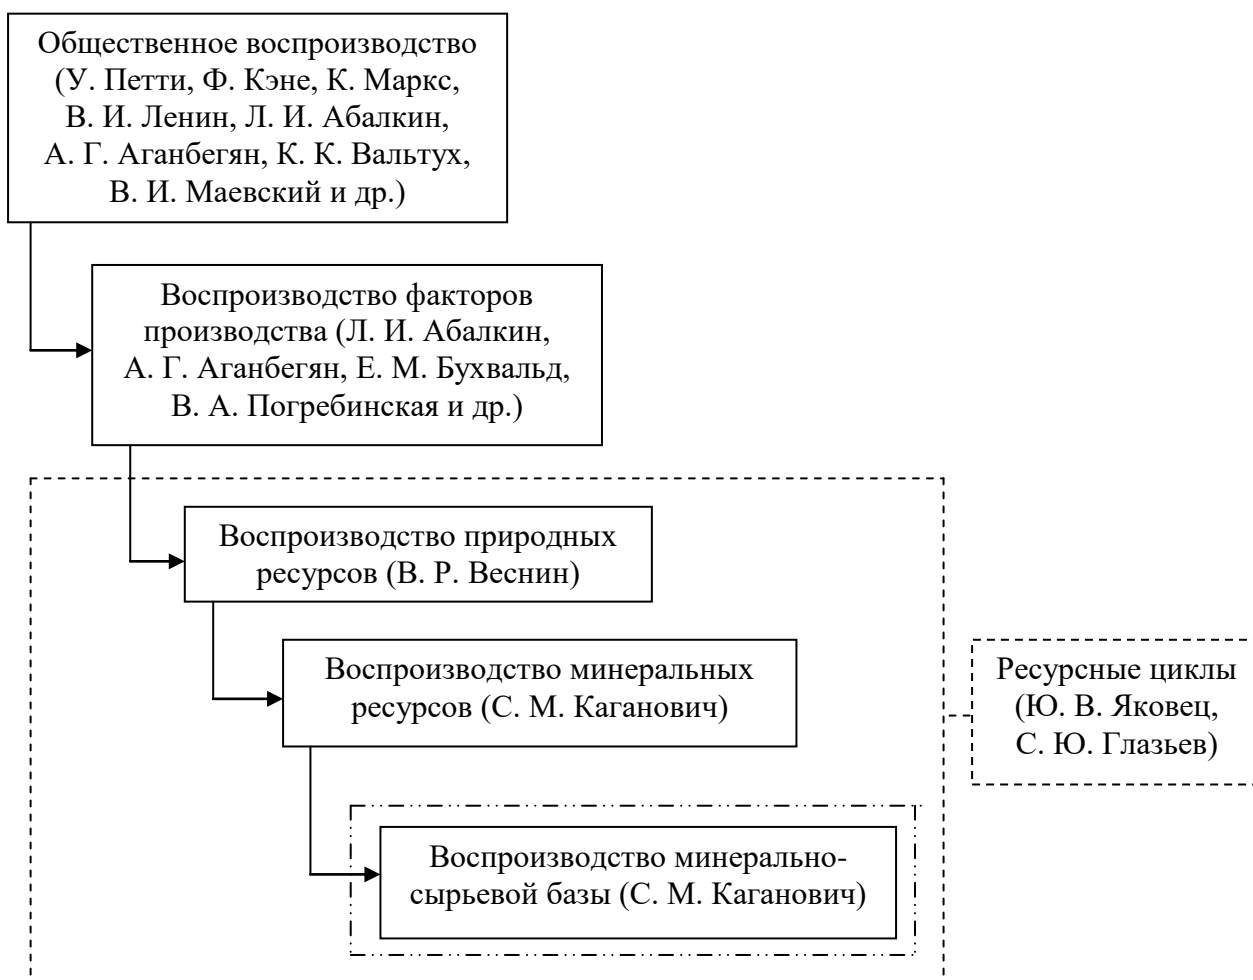 Общественное воспроизводство
(У. Петти, Ф. Кэне, К. Маркс,
В. И. Ленин, Л. И. Абалкин,
А. Г. Аганбегян, К. К. Вальтух,
В. И. Маевский и др.)
Воспроизводство факторов
производства (Л. И. Абалкин,
А. Г. Аганбегян, Е. М. Бухвальд,
В. А. Погребинская и др.)
Воспроизводство природных
ресурсов (В. Р. Веснин)
Воспроизводство минеральных
ресурсов (С. М. Каганович)
Ресурсные циклы
(Ю. В. Яковец,
С. Ю. Глазьев)
Воспроизводство минерально-
сырьевой базы (С. М. Каганович)